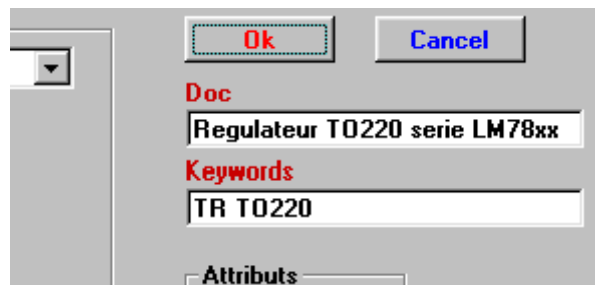 Ok Cancel
Doc
Regulateur TO220 serie LM78xx
Keywords
TR TO220
Attributs